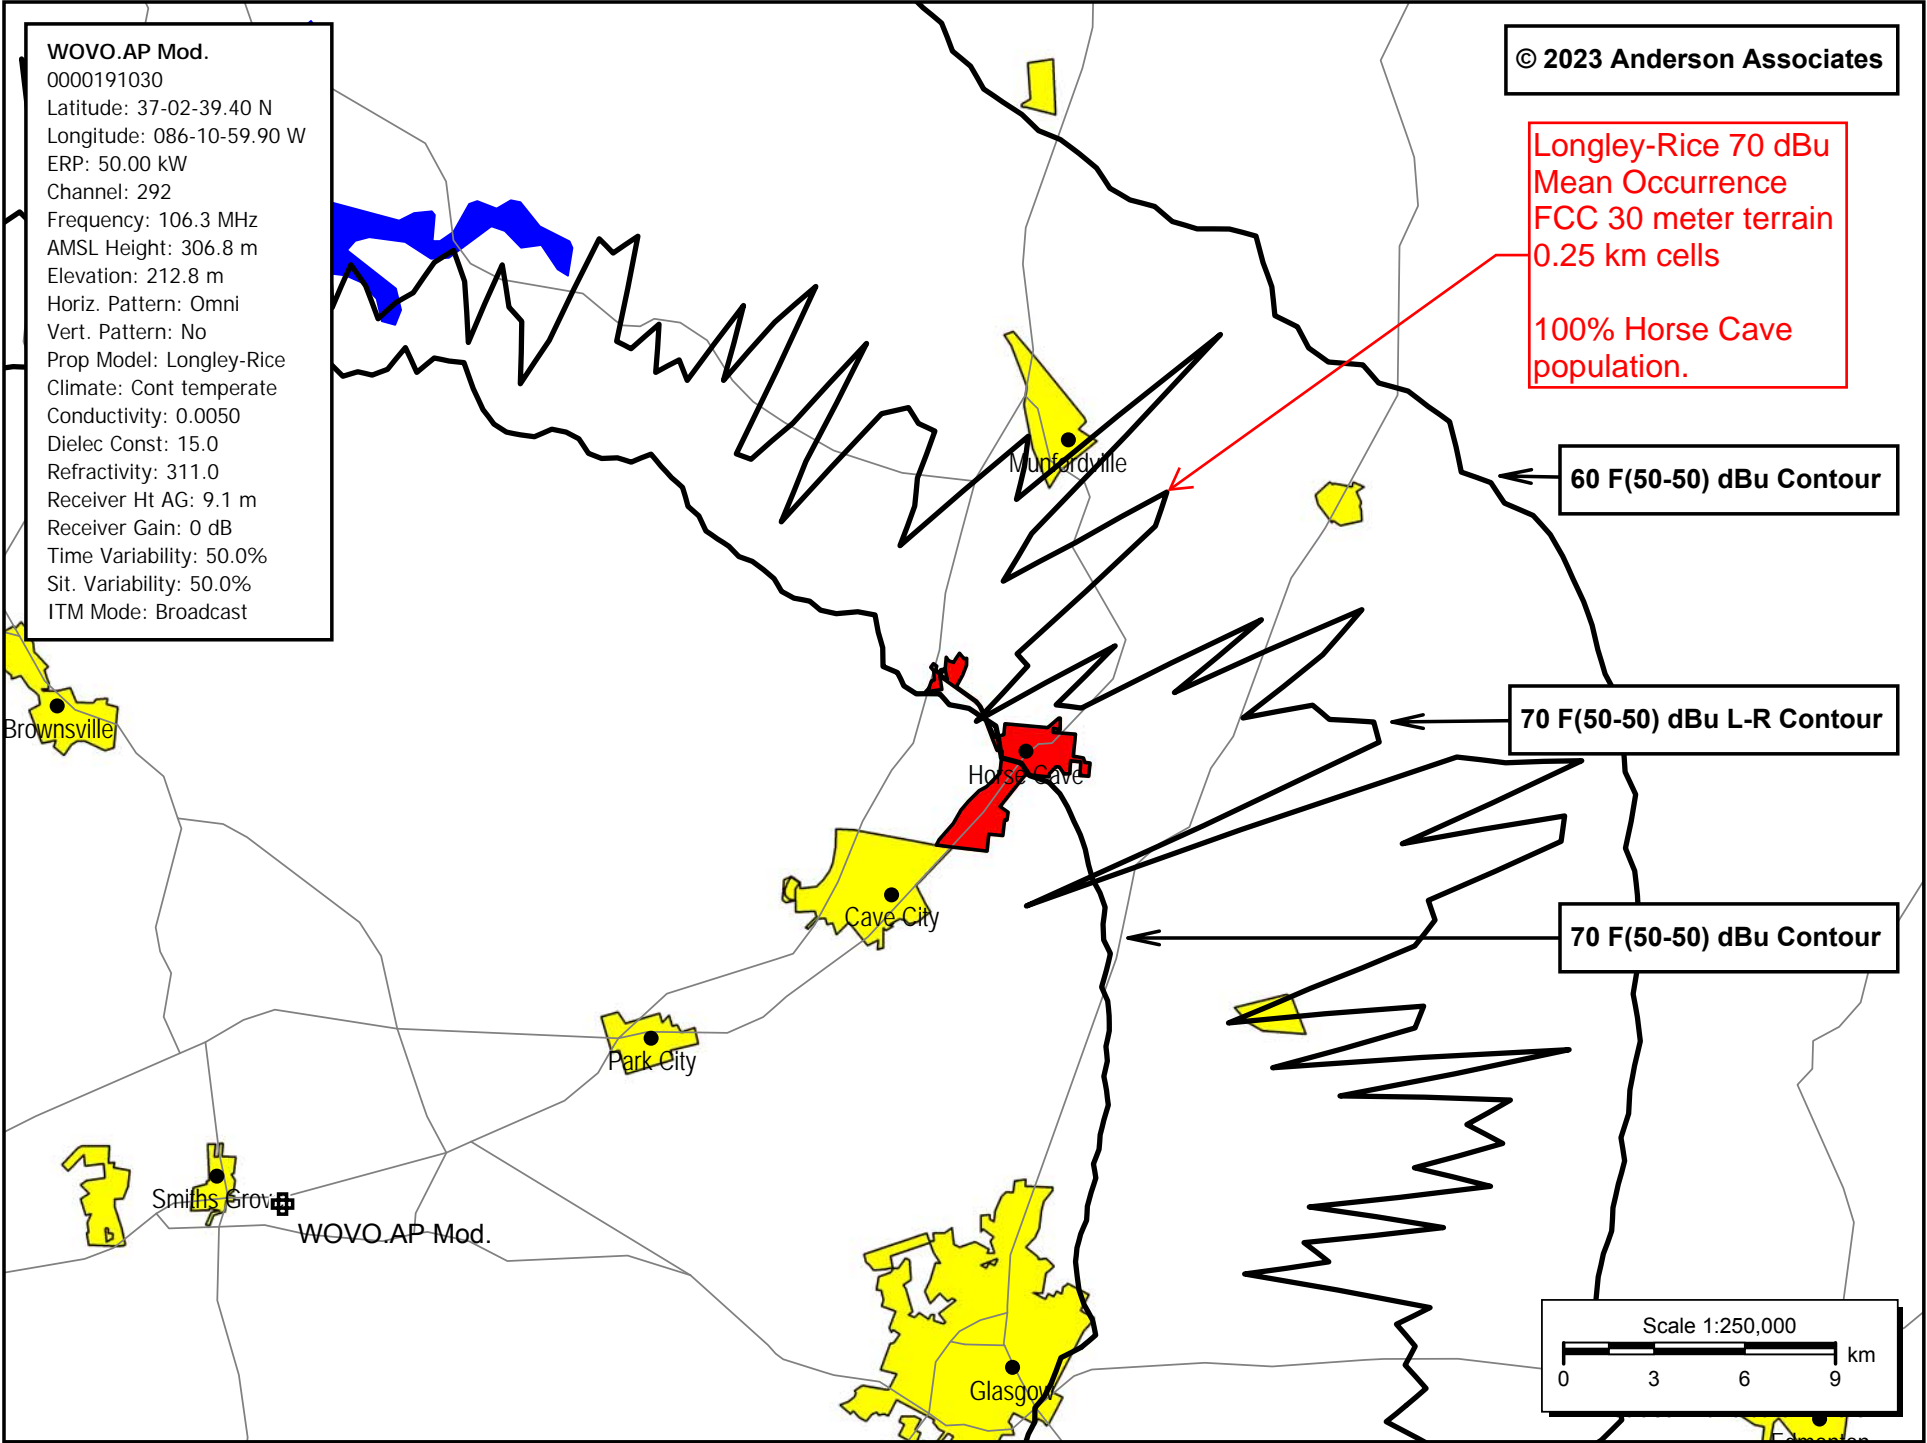 WOVO.AP Mod.
0000191030
Latitude: 37-02-39.40 N
Longitude: 086-10-59.90 W
ERP: 50.00 kW
Channel: 292
Frequency: 106.3 MHz
AMSL Height: 306.8 m
Elevation: 212.8 m
Horiz. Pattern: Omni
Vert. Pattern: No
Prop Model: Longley-Rice
Climate: Cont temperate
Conductivity: 0.0050
Dielec Const: 15.0
Refractivity: 311.0
Receiver Ht AG: 9.1 m
Receiver Gain: 0 dB
Time Variability: 50.0%
Sit. Variability: 50.0%
ITM Mode: Broadcast
© 2023 Anderson Associates
Longley-Rice 70 dBu
Mean Occurrence
FCC 30 meter terrain
0.25 km cells
100% Horse Cave
population.
60 F(50-50) dBu Contour
70 F(50-50) dBu L-R Contour
70 F(50-50) dBu Contour
Munfordville
Brownsville
Horse Cave
Cave City
Park City
Smiths Grov
WOVO.AP Mod.
Glasgow
Scale 1:250,000
km
0 3 6 9
Edmonton